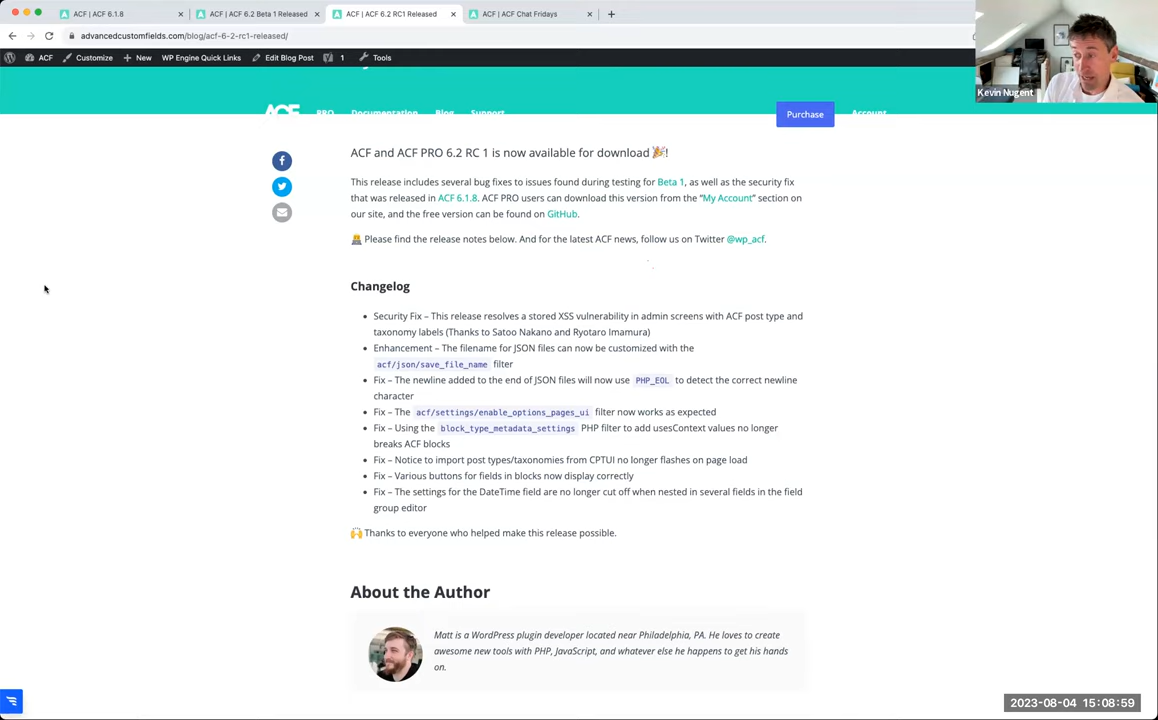 ACF | ACF 6.1.8
ACF | ACF 6.2 Beta 1 Released
ACF | ACF 6.2 RC1 Released
ACF | ACF Chat Fridays
advancedcustomfields.com/blog/acf-6-2-rc1-released/
ACF
Customize
New
WP Engine Quick Links
Edit Blog Post
1
Tools
Kevin Nugent
ACF
PRO
Documentation
Blog
Support
Purchase
Account
ACF and ACF PRO 6.2 RC 1 is now available for download 🎉!
This release includes several bug fixes to issues found during testing for Beta 1, as well as the security fix
that was released in ACF 6.1.8. ACF PRO users can download this version from the “My Account” section on
our site, and the free version can be found on GitHub.
Please find the release notes below. And for the latest ACF news, follow us on Twitter @wp_acf.
Changelog
• Security Fix – This release resolves a stored XSS vulnerability in admin screens with ACF post type and
taxonomy labels (Thanks to Satoo Nakano and Ryotaro Imamura)
• Enhancement – The filename for JSON files can now be customized with the
acf/json/save_file_name filter
• Fix – The newline added to the end of JSON files will now use PHP_EOL to detect the correct newline
character
• Fix – The acf/settings/enable_options_pages_ui filter now works as expected
• Fix – Using the block_type_metadata_settings PHP filter to add usesContext values no longer
breaks ACF blocks
• Fix – Notice to import post types/taxonomies from CPTUI no longer flashes on page load
• Fix – Various buttons for fields in blocks now display correctly
• Fix – The settings for the DateTime field are no longer cut off when nested in several fields in the field
group editor
🙌 Thanks to everyone who helped make this release possible.
About the Author
Matt is a WordPress plugin developer located near Philadelphia, PA. He loves to create
awesome new tools with PHP, JavaScript, and whatever else he happens to get his hands
on.
2023-08-04 15:08:59